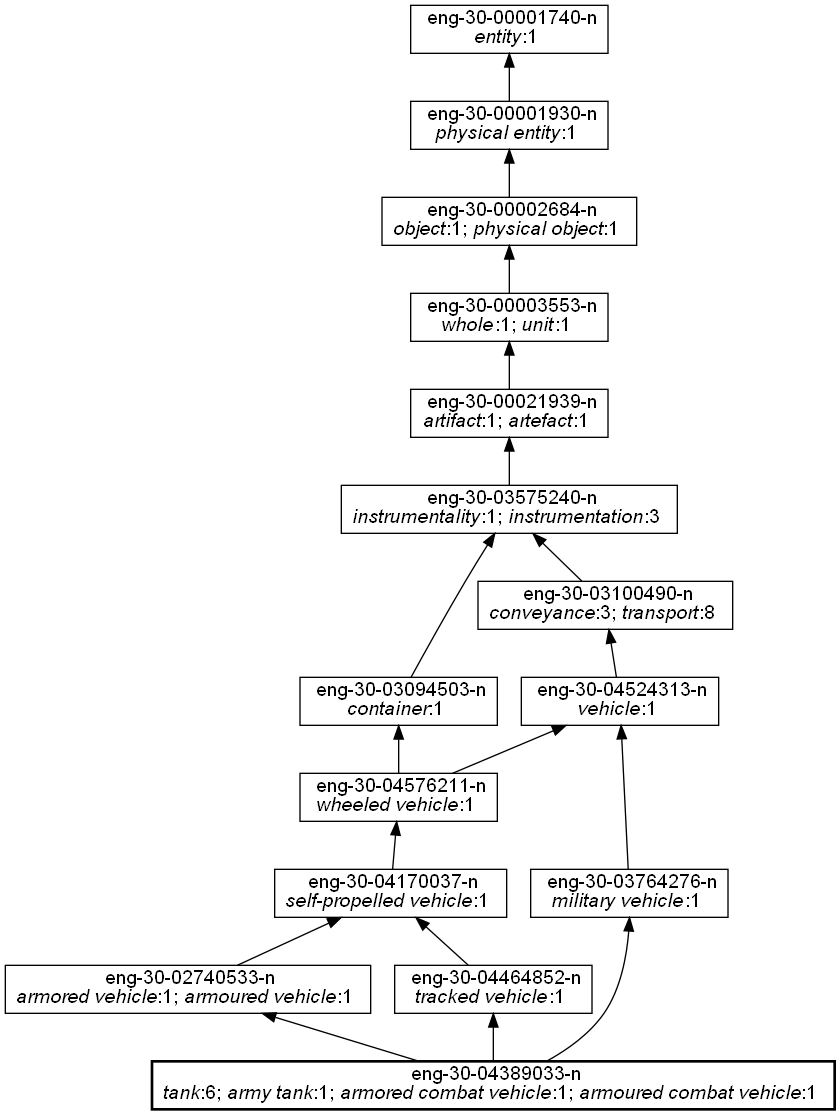 eng-30-00001740-n
entity:1
eng-30-00001930-n
physical entity:1
eng-30-00002684-n
object:1; physical object:1
eng-30-00003553-n
whole:1; unit:1
eng-30-00021939-n
artifact:1; artefact:1
eng-30-03575240-n
instrumentality:1; instrumentation:3
eng-30-03100490-n
conveyance:3; transport:8
eng-30-03094503-n
container:1
eng-30-04524313-n
vehicle:1
eng-30-04576211-n
wheeled vehicle:1
eng-30-04170037-n
self-propelled vehicle:1
eng-30-03764276-n
military vehicle:1
eng-30-02740533-n
armored vehicle:1; armoured vehicle:1
eng-30-04464852-n
tracked vehicle:1
eng-30-04389033-n
tank:6; army tank:1; armored combat vehicle:1; armoured combat vehicle:1